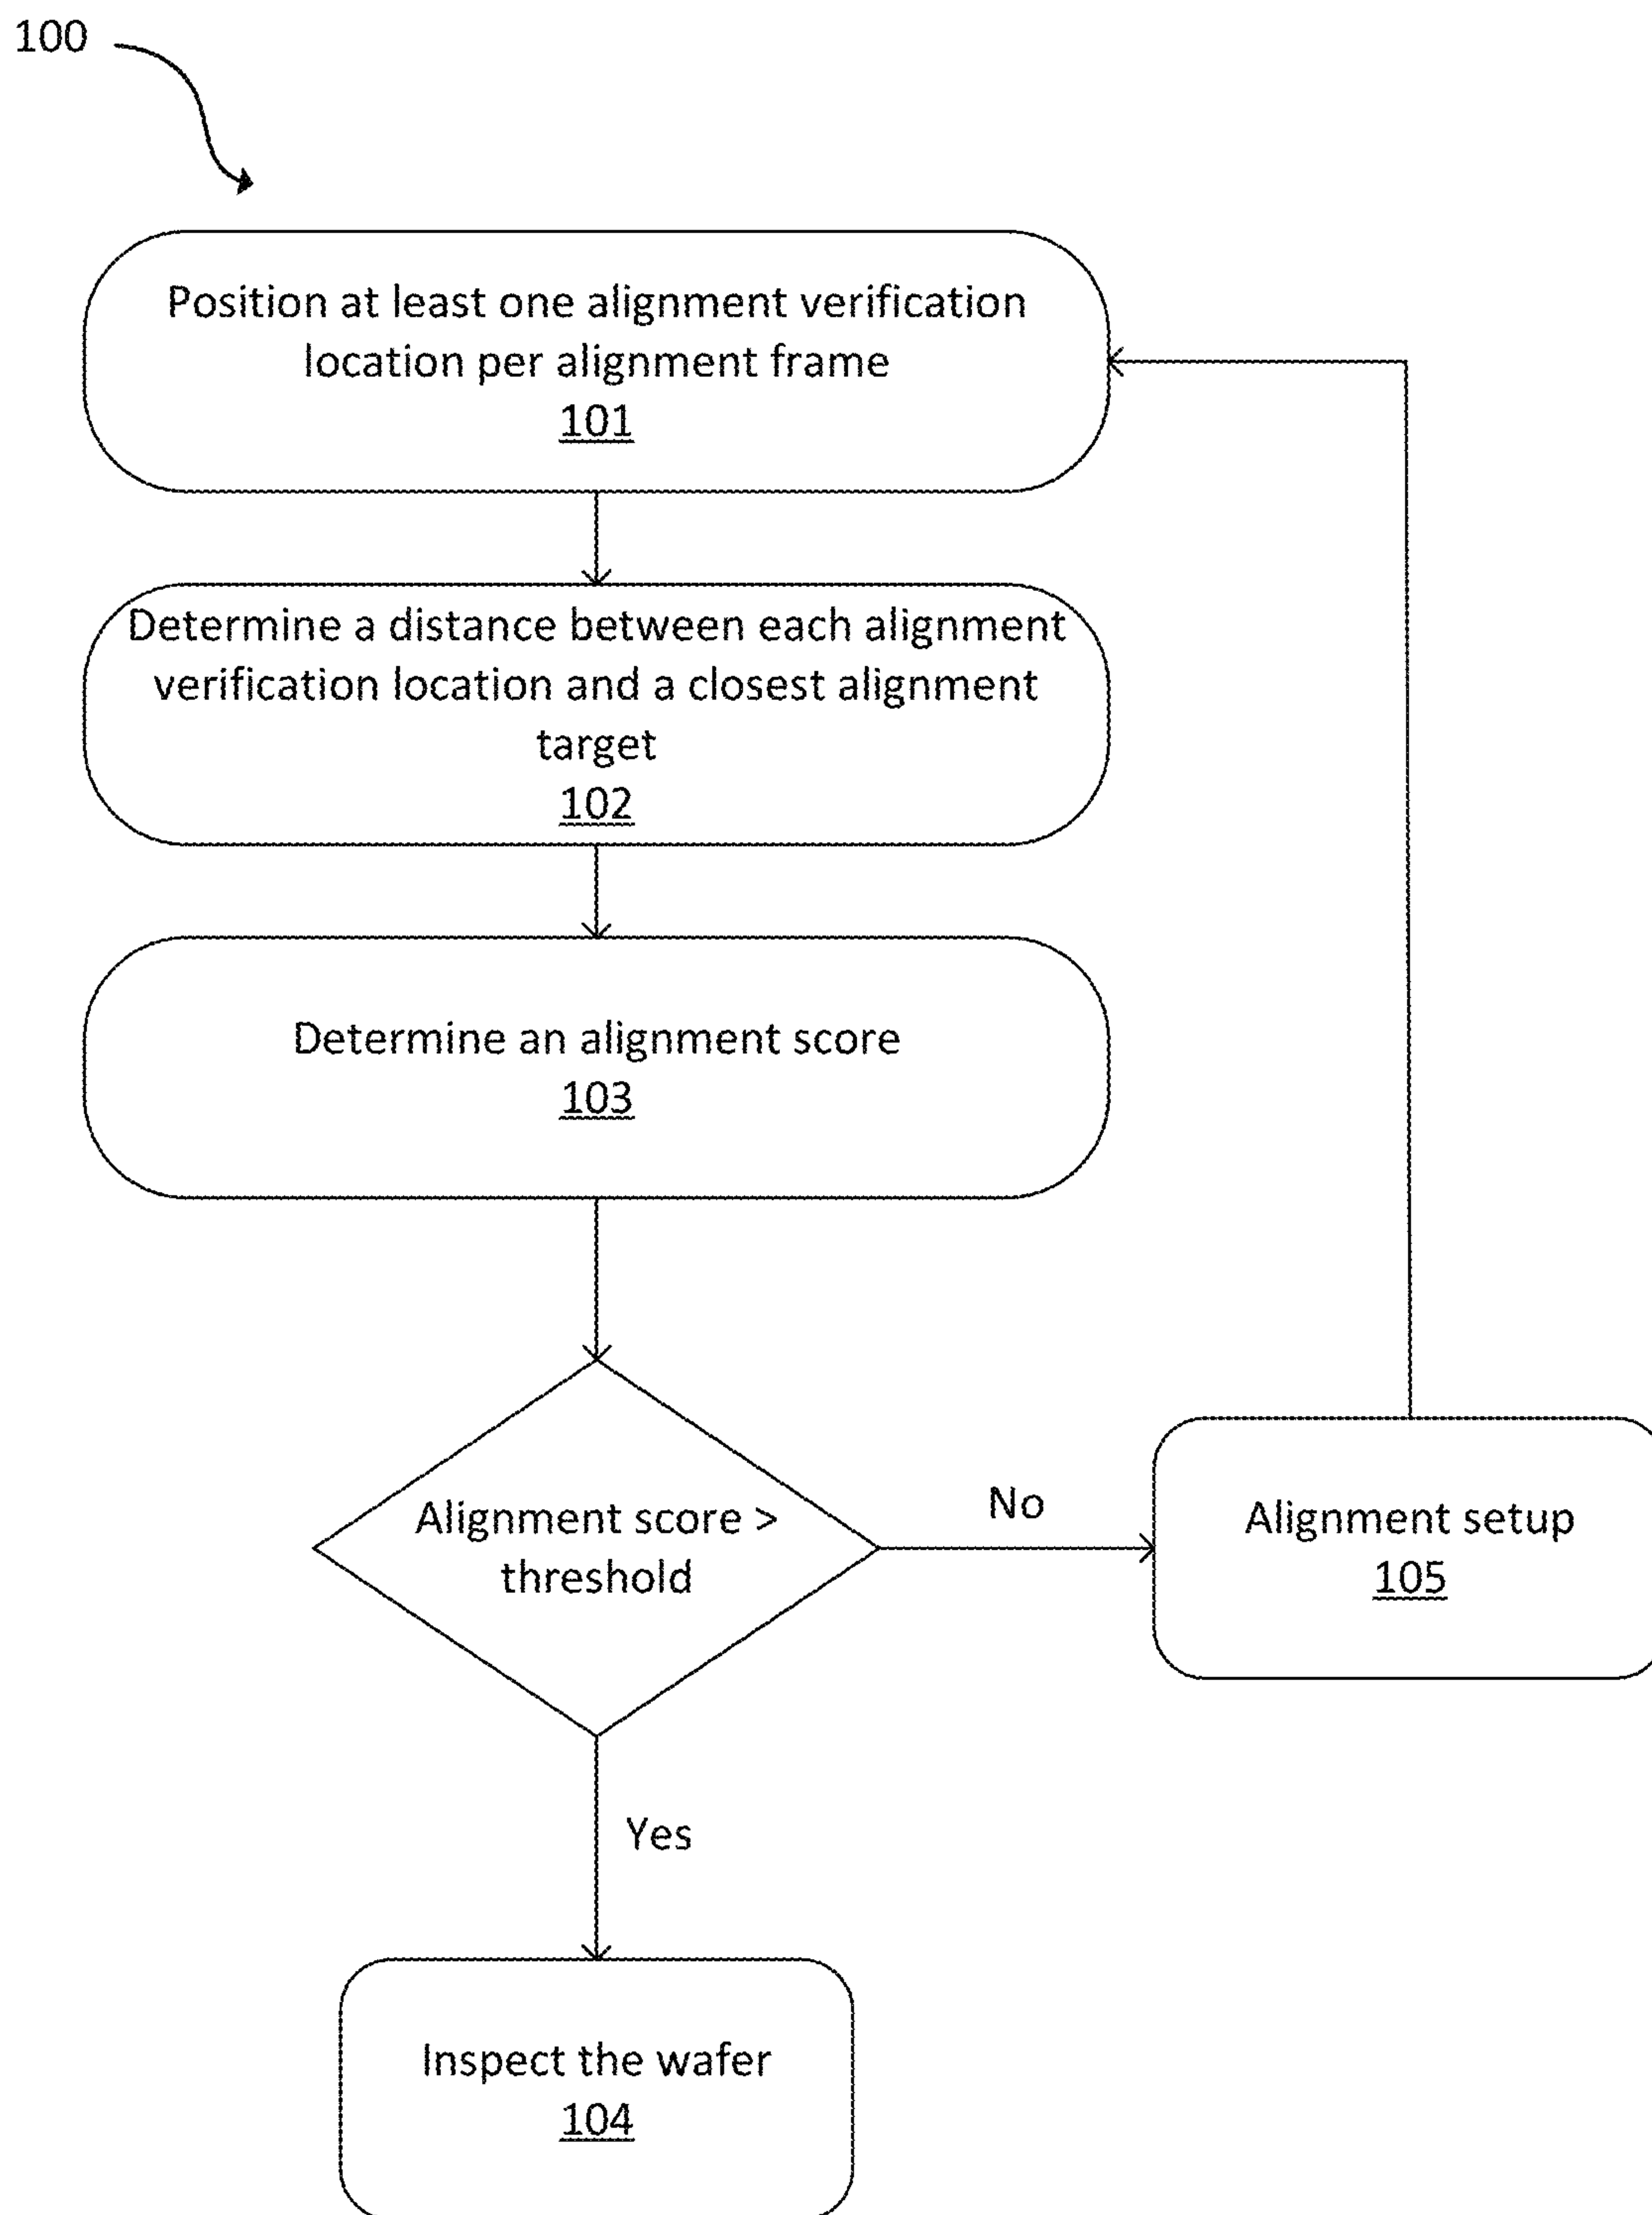 100
Position at least one alignment verification
location per alignment frame
101
Determine a distance between each alignment
verification location and a closest alignment
target
102
Determine an alignment score
103
Alignment score >
threshold
No
Alignment setup
105
Yes
Inspect the wafer
104